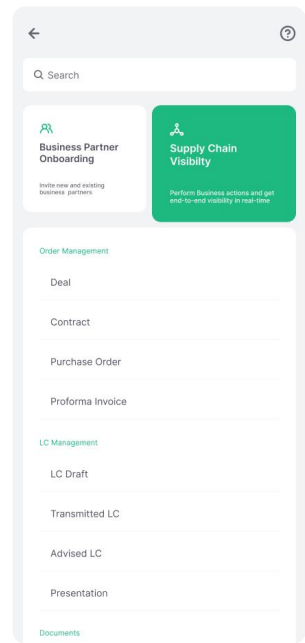 Search
Business Partner
Onboarding
Invite new and existing
business partners.
Supply Chain
Visibilty
Perform Business actions and get
end-to-end visibility in real-time
Order Management
Deal
Contract
Purchase Order
Proforma Invoice
LC Management
LC Draft
Transmitted LC
Advised LC
Presentation
Documents